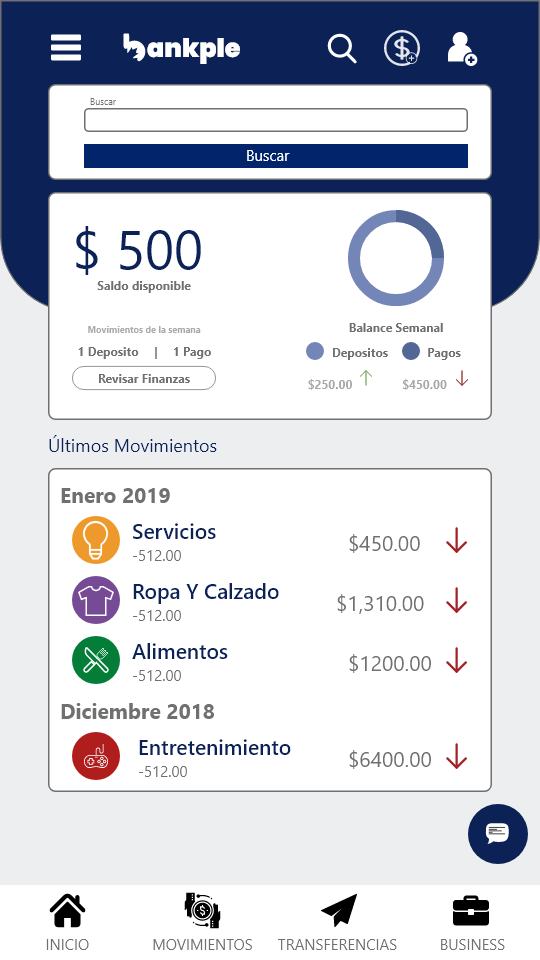 bankple
Buscar
Buscar
$ 500
Saldo disponible
Movimientos de la semana
1 Deposito | 1 Pago
Revisar Finanzas
Balance Semanal
Depositos Pagos
$250.00 $450.00
Últimos Movimientos
Enero 2019
Servicios
-512.00
$450.00
Ropa Y Calzado
-512.00
$1,310.00
Alimentos
-512.00
$1200.00
Diciembre 2018
Entretenimiento
-512.00
$6400.00
INICIO MOVIMIENTOS TRANSFERENCIAS BUSINESS